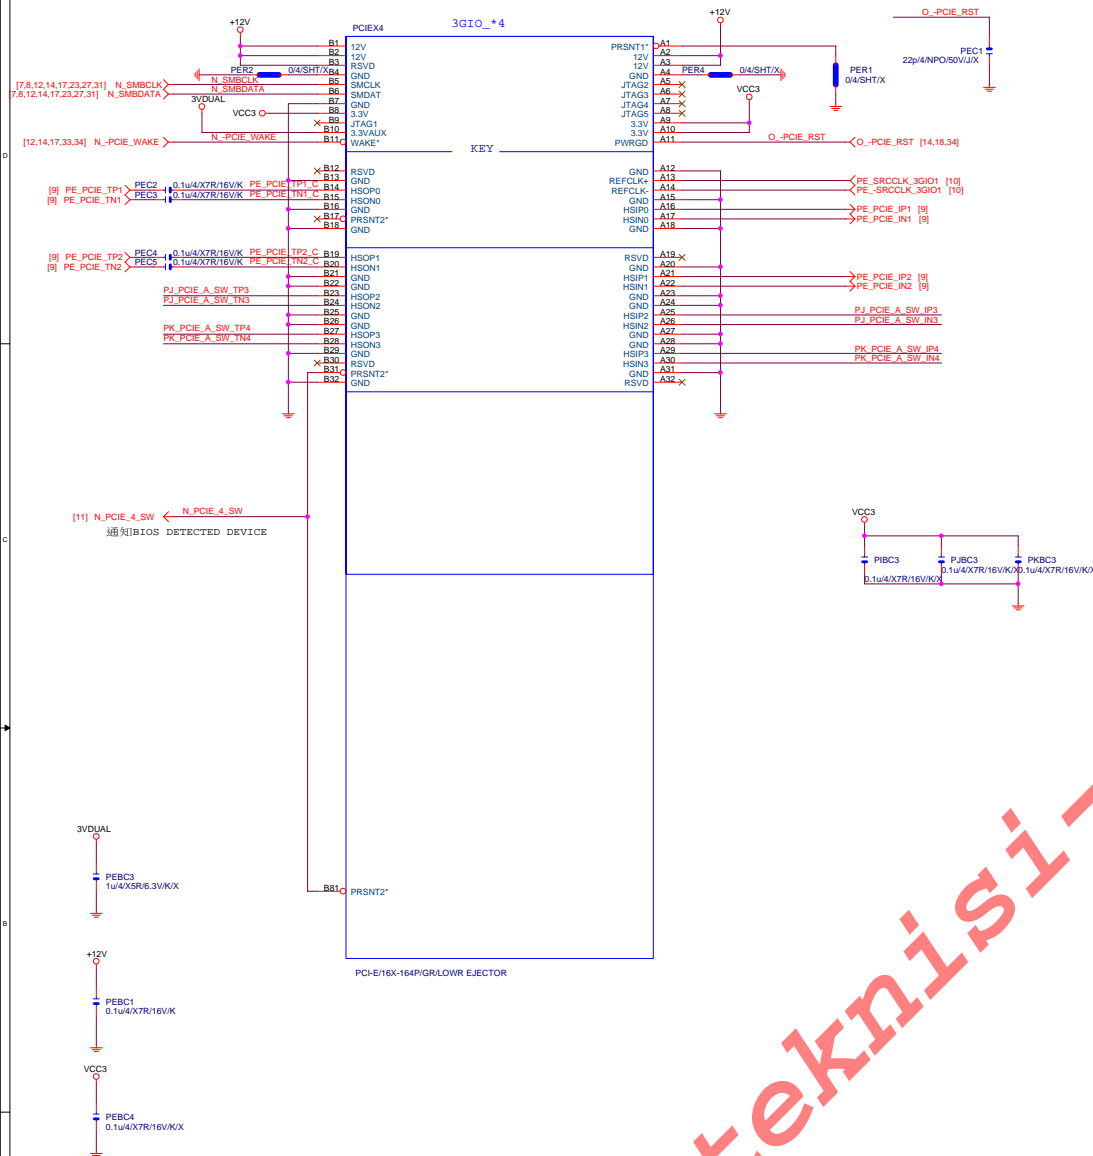 3GIO_*4
+12V
PCIEX4
+12V
O_-PCIE_RST
PEC1
22p/4/NPO/50V/J/X
B1 12V
B2 12V
B3 RSVD
B4 GND
B5 SMCLK
B6 SMDAT
B7 GND
B8 3.3V
B9 JTAG1
B10 3.3VAUX
B11 WAKE*
PRSNT1* A1
12V A2
12V A3
GND A4
JTAG2 A5
JTAG3 A6
JTAG4 A7
JTAG5 A8
3.3V A9
3.3V A10
PWRGD A11
PER2 0/4/SHT/X
PER4 0/4/SHT/X
PER1
0/4/SHT/X
[7,8,12,14,17,23,27,31] N_SMBCLK N_SMBCLK
7,8,12,14,17,23,27,31] N_SMBDATA N_SMBDATA
3VDUAL
VCC3
VCC3
[12,14,17,33,34] N_-PCIE_WAKE N_-PCIE_WAKE
O_-PCIE_RST O_-PCIE_RST [14,18,34]
KEY
D
B12 RSVD
B13 GND
B14 HSOP0
B15 HSON0
B16 GND
B17 PRSNT2*
B18 GND
GND A12
REFCLK+ A13
REFCLK- A14
GND A15
HSIP0 A16
HSIN0 A17
GND A18
[9] PE_PCIE_TP1 PEC2 0.1u/4/X7R/16V/K PE_PCIE_TP1_C
[9] PE_PCIE_TN1 PEC3 0.1u/4/X7R/16V/K PE_PCIE_TN1_C
PE_SRCCLK_3GIO1 [10]
PE_-SRCCLK_3GIO1 [10]
PE_PCIE_IP1 [9]
PE_PCIE_IN1 [9]
[9] PE_PCIE_TP2 PEC4 0.1u/4/X7R/16V/K PE_PCIE_TP2_C
[9] PE_PCIE_TN2 PEC5 0.1u/4/X7R/16V/K PE_PCIE_TN2_C
B19 HSOP1
B20 HSON1
B21 GND
B22 GND
B23 HSOP2
B24 HSON2
B25 GND
B26 GND
B27 HSOP3
B28 HSON3
B29 GND
B30 RSVD
B31 PRSNT2*
B32 GND
RSVD A19
GND A20
HSIP1 A21
HSIN1 A22
GND A23
GND A24
HSIP2 A25
HSIN2 A26
GND A27
GND A28
HSIP3 A29
HSIN3 A30
GND A31
RSVD A32
PJ_PCIE_A_SW_TP3
PJ_PCIE_A_SW_TN3
PK_PCIE_A_SW_TP4
PK_PCIE_A_SW_TN4
PE_PCIE_IP2 [9]
PE_PCIE_IN2 [9]
PJ_PCIE_A_SW_IP3
PJ_PCIE_A_SW_IN3
PK_PCIE_A_SW_IP4
PK_PCIE_A_SW_IN4
[11] N_PCIE_4_SW N_PCIE_4_SW
通知BIOS DETECTED DEVICE
C
VCC3
PIBC3
0.1u/4/X7R/16V/K/X
PJBC3
0.1u/4/X7R/16V/K/X
PKBC3
0.1u/4/X7R/16V/K/X
3VDUAL
PEBC3
1u/4/X5R/6.3V/K/X
B81 PRSNT2*
B
PCI-E/16X-164P/GR/LOWR EJECTOR
+12V
PEBC1
0.1u/4/X7R/16V/K
VCC3
PEBC4
0.1u/4/X7R/16V/K/X
teknisi-